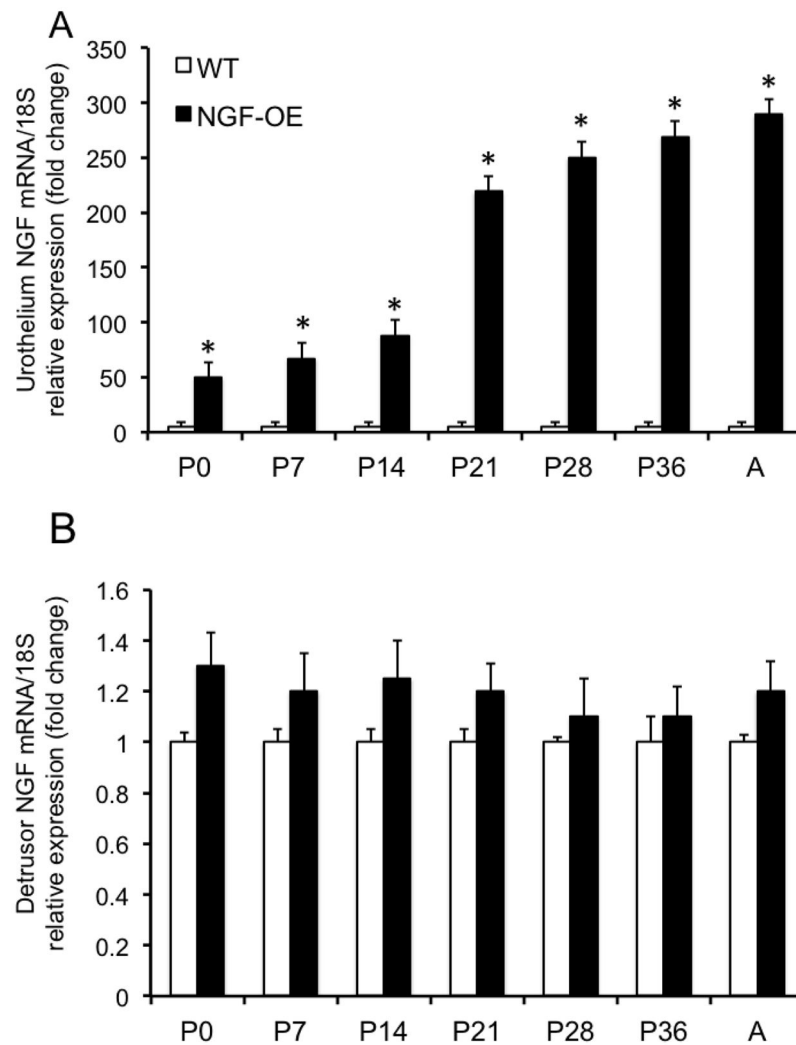 A
Urothelium NGF mRNA/18S
relative expression (fold change)
350
300
250
200
150
100
50
0
WT
NGF-OE
*
*
*
*
*
*
*
P0 P7 P14 P21 P28 P36 A
B
Detrusor NGF mRNA/18S
relative expression (fold change)
1.6
1.4
1.2
1
0.8
0.6
0.4
0.2
0
P0 P7 P14 P21 P28 P36 A